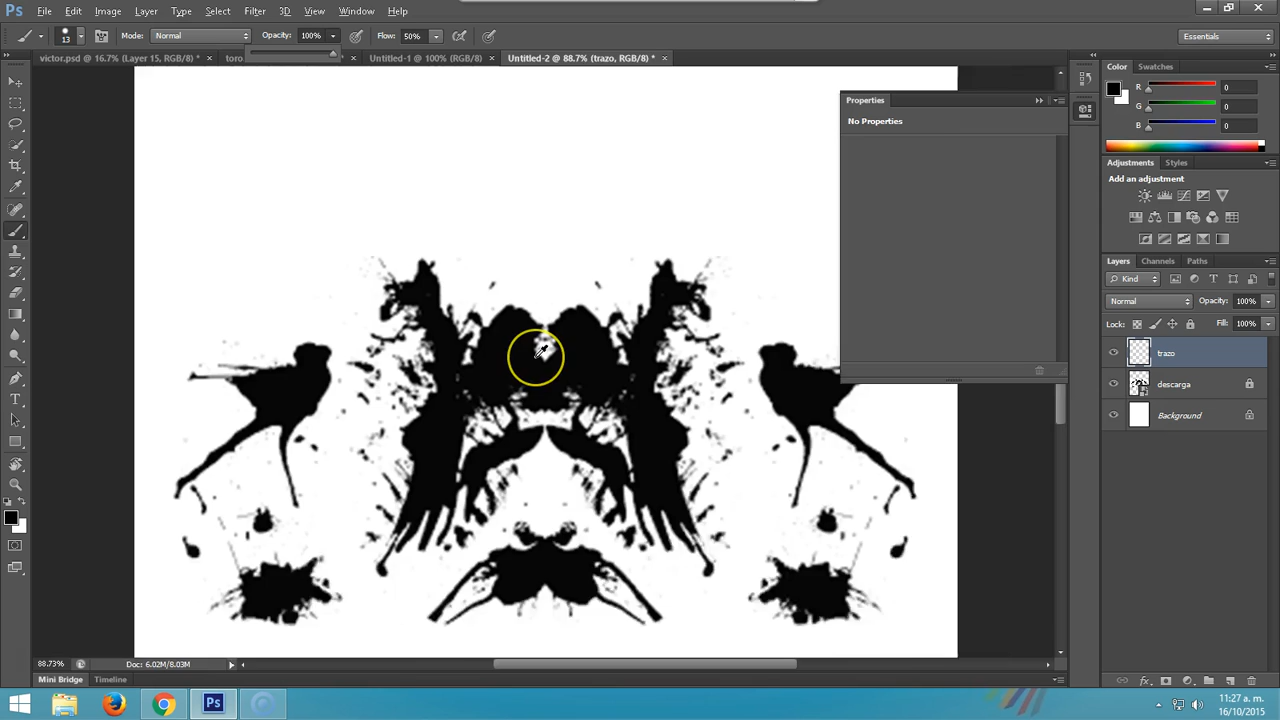 File Edit Image Layer Type Select Filter 3D View Window Help
13 Mode: Normal Opacity: 100% Flow: 50% Essentials
victor.psd @ 16.7% (Layer 15, RGB/8) * × toro. × Untitled-1 @ 100% (RGB/8) × Untitled-2 @ 88.7% (trazo, RGB/8) * ×
Color Swatches
R 0
G 0
B 0
Properties
No Properties
Adjustments Styles
Add an adjustment
Layers Channels Paths
Kind
Normal Opacity: 100%
Lock: 100%
trazo
descarga
Background
88.73% Doc: 6.02M/8.03M
Mini Bridge Timeline
Ps
11:27 a. m.
16/10/2015